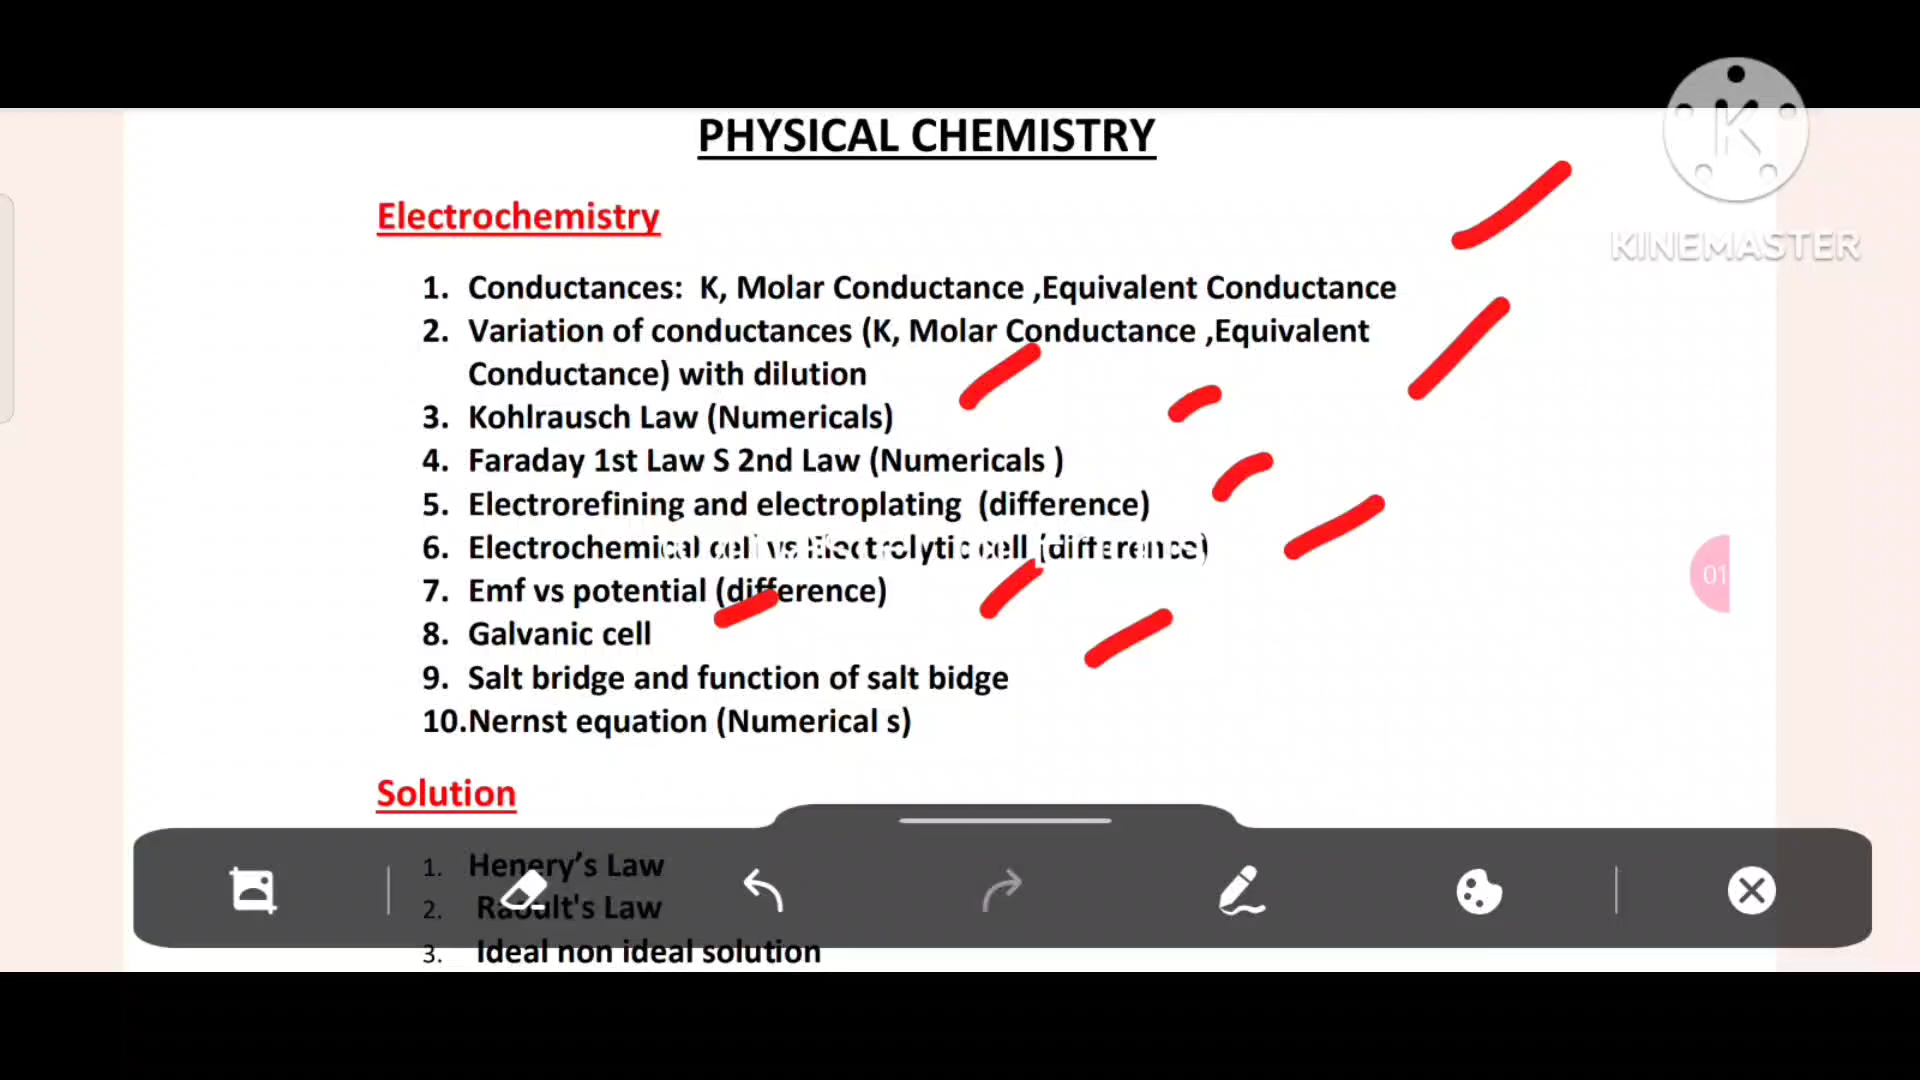 PHYSICAL CHEMISTRY
KINEMASTER
Electrochemistry
1. Conductances: K, Molar Conductance ,Equivalent Conductance
2. Variation of conductances (K, Molar Conductance ,Equivalent
Conductance) with dilution
3. Kohlrausch Law (Numericals)
4. Faraday 1st Law S 2nd Law (Numericals )
5. Electrorefining and electroplating (difference)
6. Electrochemical cell vs Electrolytic cell (difference)
7. Emf vs potential (difference)
8. Galvanic cell
9. Salt bridge and function of salt bidge
10.Nernst equation (Numerical s)
01
Solution
1. Henery's Law
2. Raoult's Law
3. Ideal non ideal solution